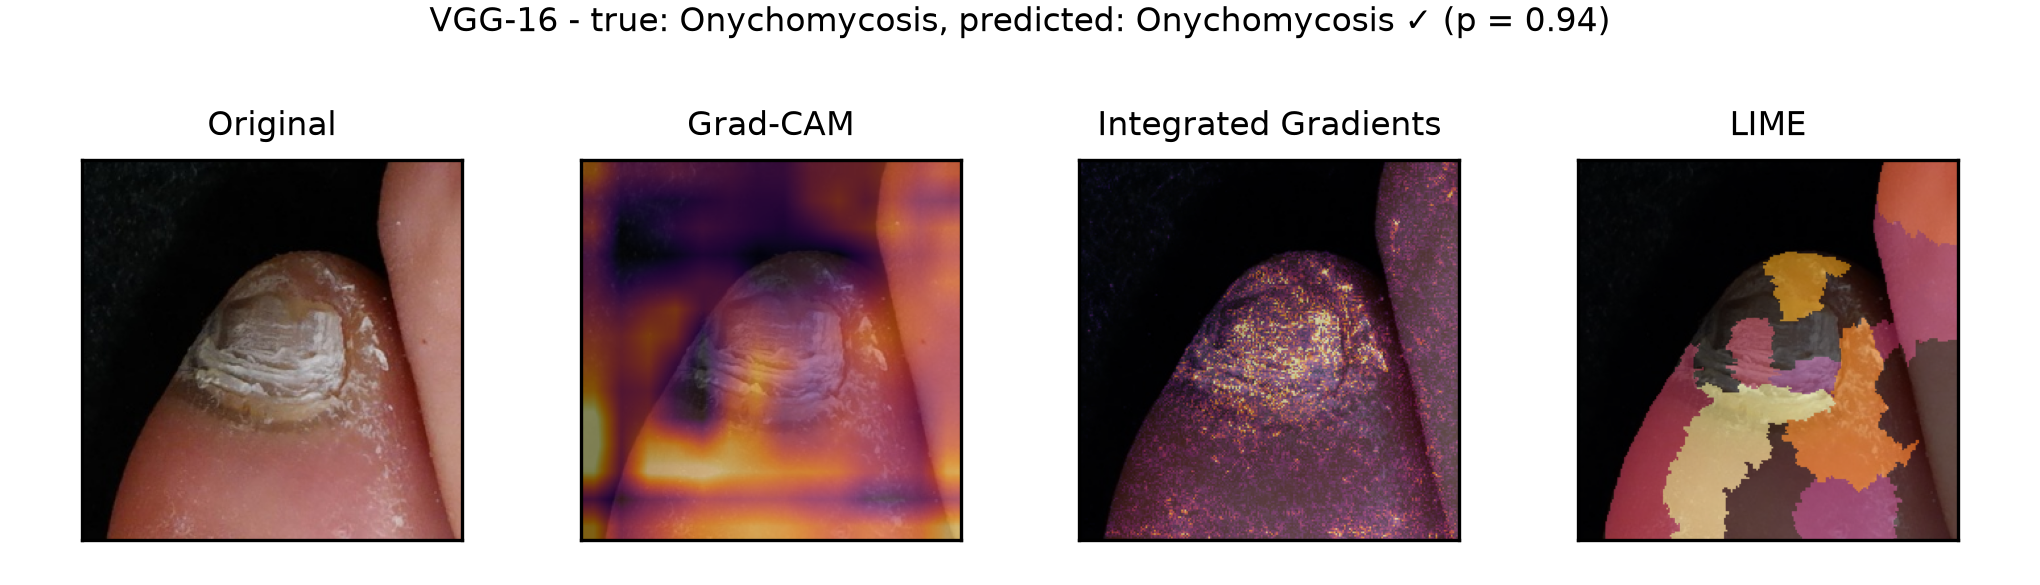 VGG-16 - true: Onychomycosis, predicted: Onychomycosis ✓ (p = 0.94)
Original
Grad-CAM
Integrated Gradients
LIME